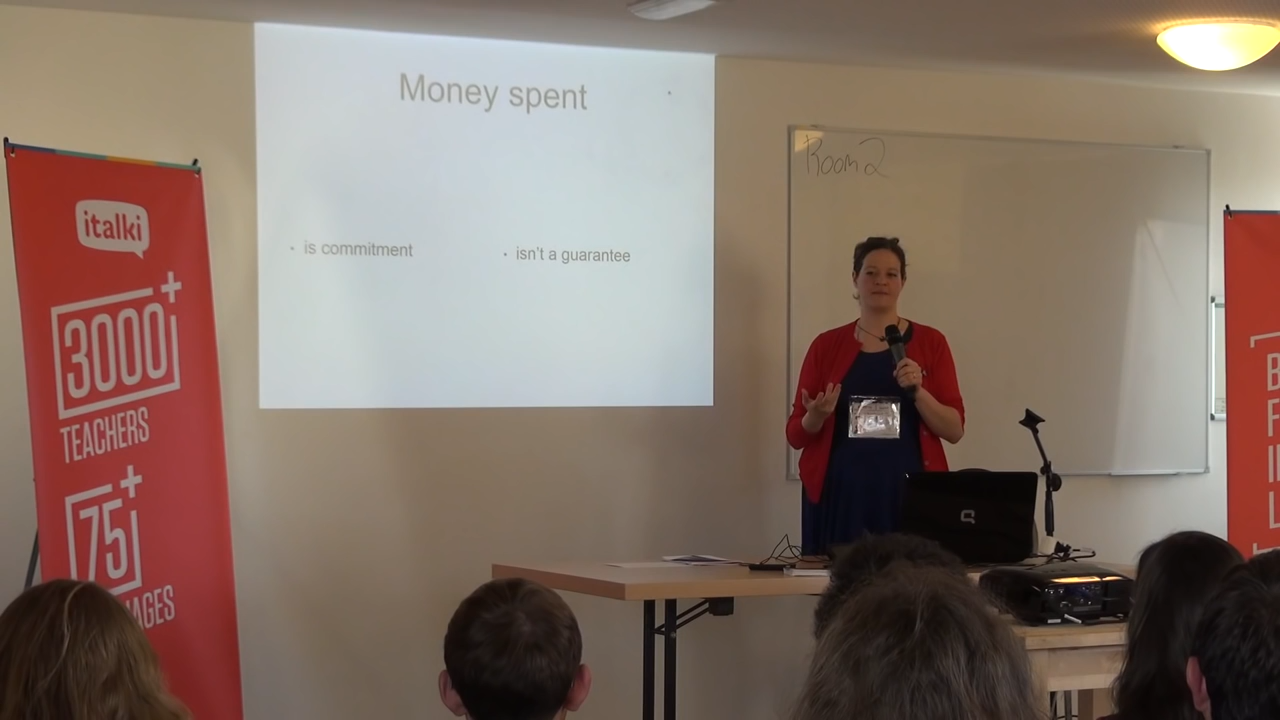 italki
3000+
TEACHERS
75+
AGES
Money spent
• is commitment
• isn't a guarantee
Room 2
B
F
I
L